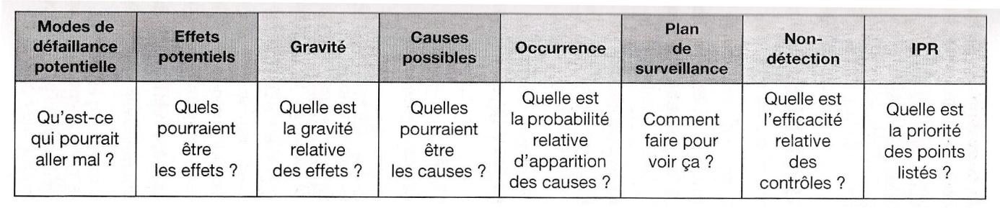 Modes de
défaillance
potentielle
Effets
potentiels
Gravité
Causes
possibles
Occurrence
Plan
de
surveillance
Non-
détection
IPR
Qu'est-ce
qui pourrait
aller mal ?
Quels
pourraient
être
les effets ?
Quelle est
la gravité
relative
des effets ?
Quelles
pourraient
être
les causes ?
Quelle est
la probabilité
relative
d'apparition
des causes ?
Comment
faire pour
voir ça ?
Quelle est
l'efficacité
relative
des
contrôles ?
Quelle est
la priorité
des points
listés ?